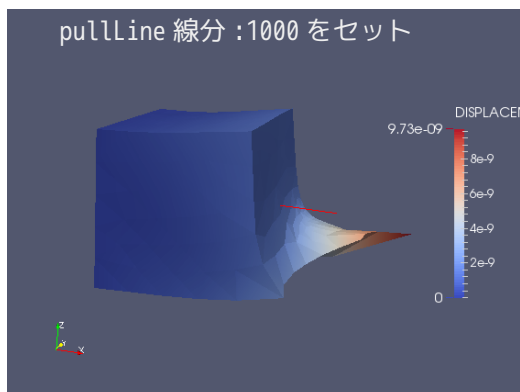 pullLine 線分 :1000 をセット
DISPLACEM
9.73e-09
8e-9
6e-9
4e-9
2e-9
0
Z
Y
X